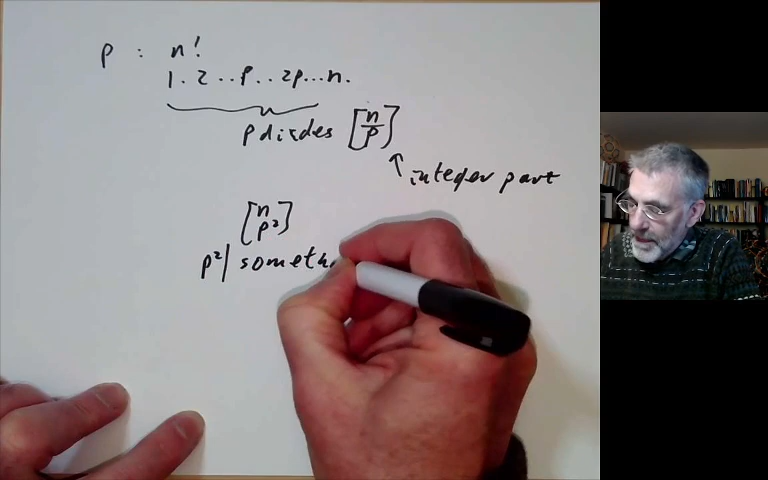 p : n!
1. 2 .. p .. 2p ... n.
p divides [n/p]
integer part
[n/p²]
p² | someth